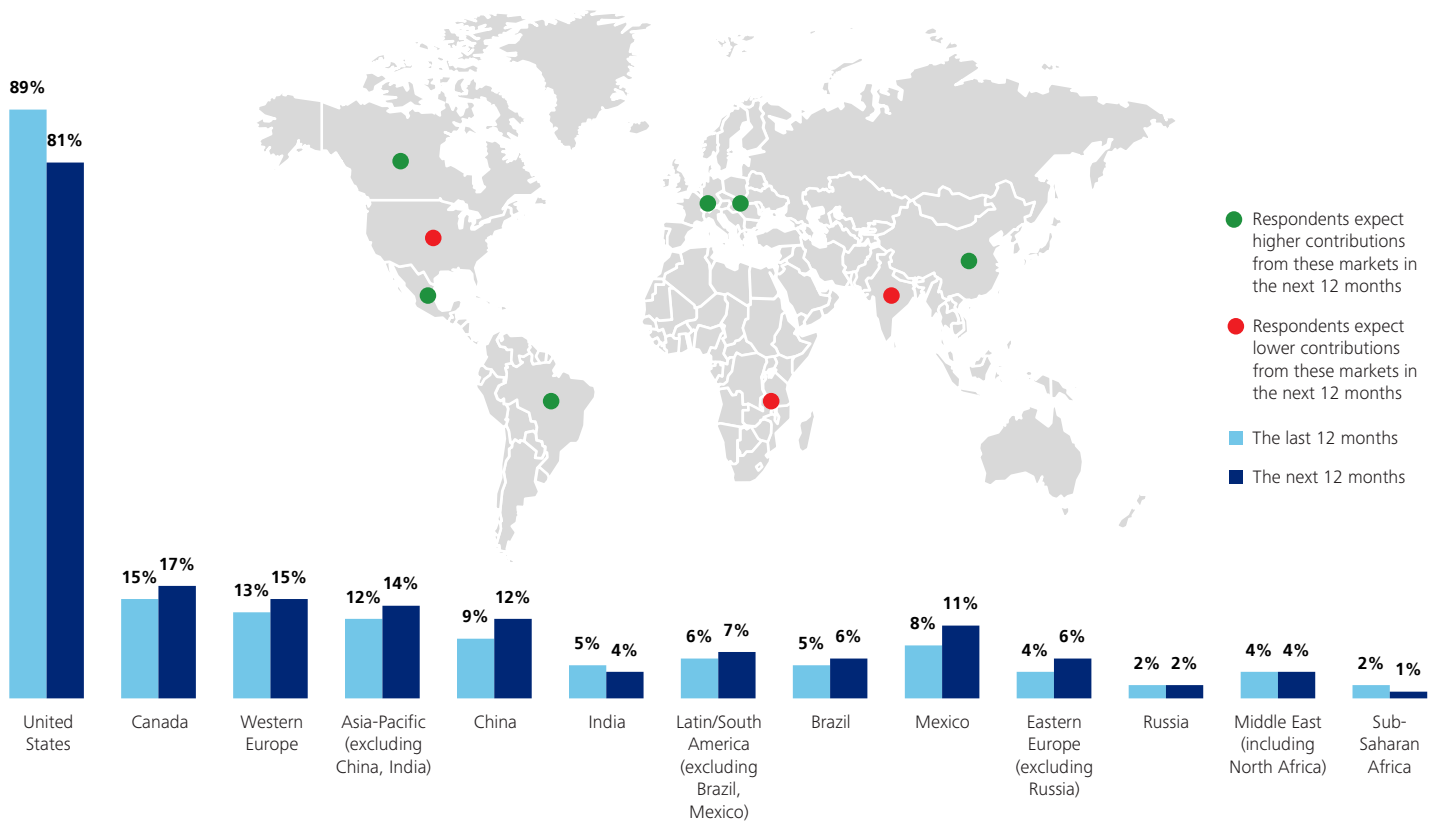 89%
81%
15%
17%
13%
15%
12%
14%
9%
12%
5%
4%
6%
7%
5%
6%
8%
11%
4%
6%
2%
2%
4%
4%
2%
1%
United
States
Canada
Western
Europe
Asia-Pacific
(excluding
China, India)
China
India
Latin/South
America
(excluding
Brazil,
Mexico)
Brazil
Mexico
Eastern
Europe
(excluding
Russia)
Russia
Middle East
(including
North Africa)
Sub-
Saharan
Africa
Respondents expect
higher contributions
from these markets in
the next 12 months
Respondents expect
lower contributions
from these markets in
the next 12 months
The last 12 months
The next 12 months